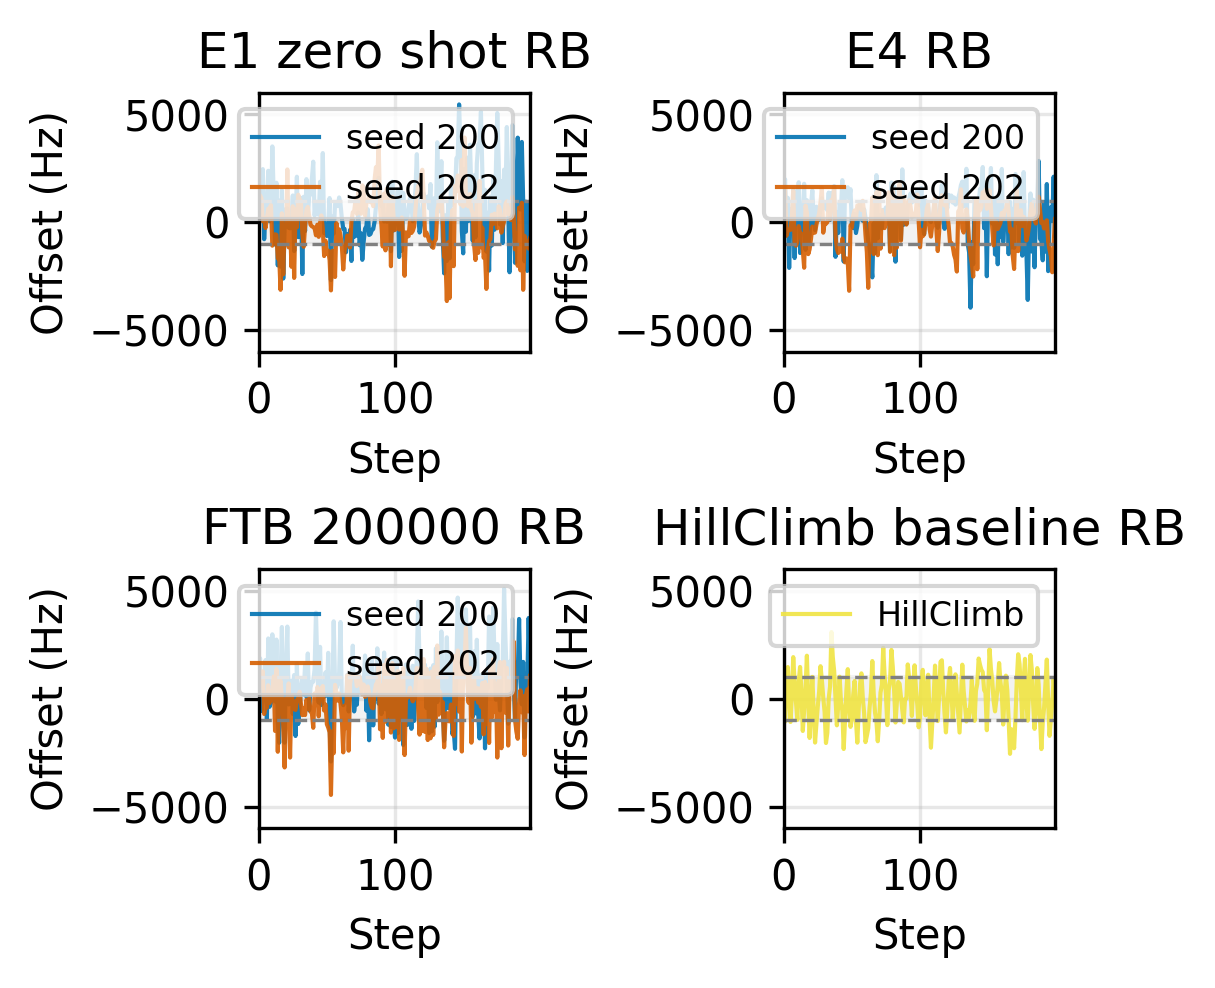 E1 zero shot RB
E4 RB
Offset (Hz)
5000
0
−5000
seed 200
seed 202
0
100
Step
Offset (Hz)
5000
0
−5000
seed 200
seed 202
0
100
Step
FTB 200000 RB
HillClimb baseline RB
Offset (Hz)
5000
0
−5000
seed 200
seed 202
0
100
Step
Offset (Hz)
5000
0
−5000
HillClimb
0
100
Step